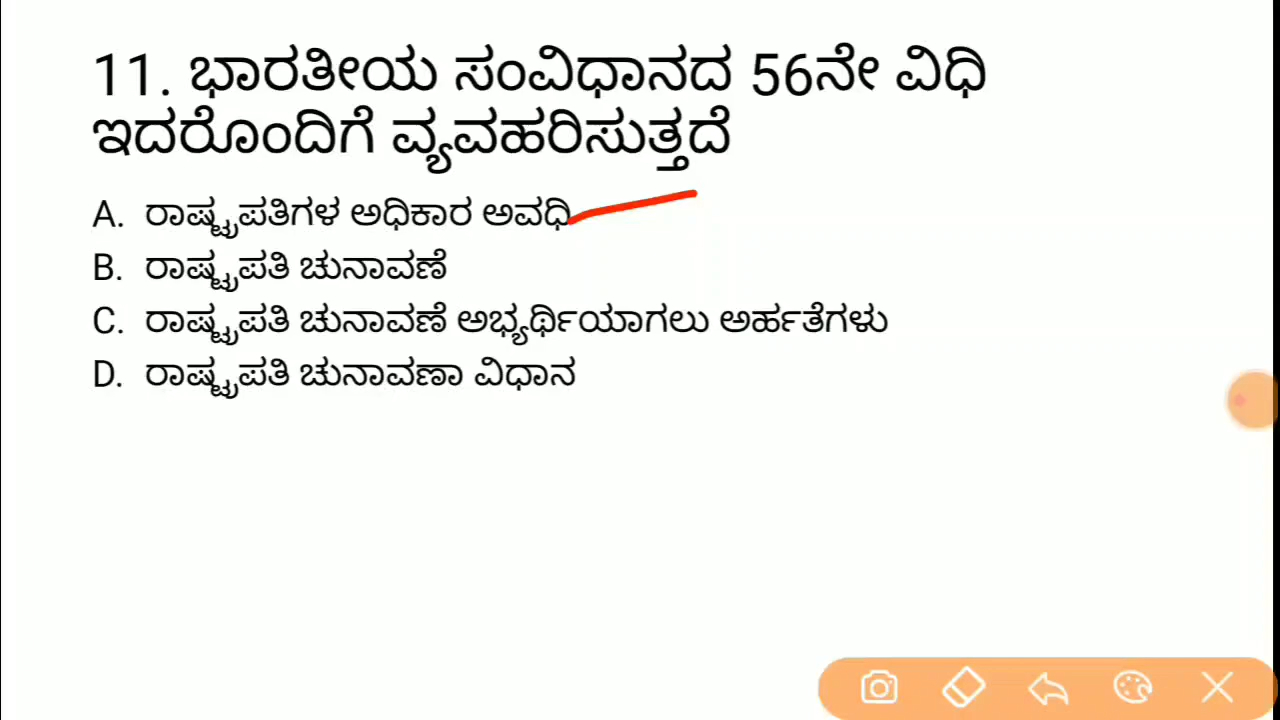 11. ಭಾರತೀಯ ಸಂವಿಧಾನದ 56ನೇ ವಿಧಿ
ಇದರೊಂದಿಗೆ ವ್ಯವಹರಿಸುತ್ತದೆ
A. ರಾಷ್ಟ್ರಪತಿಗಳ ಅಧಿಕಾರ ಅವಧಿ
B. ರಾಷ್ಟ್ರಪತಿ ಚುನಾವಣೆ
C. ರಾಷ್ಟ್ರಪತಿ ಚುನಾವಣೆ ಅಭ್ಯರ್ಥಿಯಾಗಲು ಅರ್ಹತೆಗಳು
D. ರಾಷ್ಟ್ರಪತಿ ಚುನಾವಣಾ ವಿಧಾನ